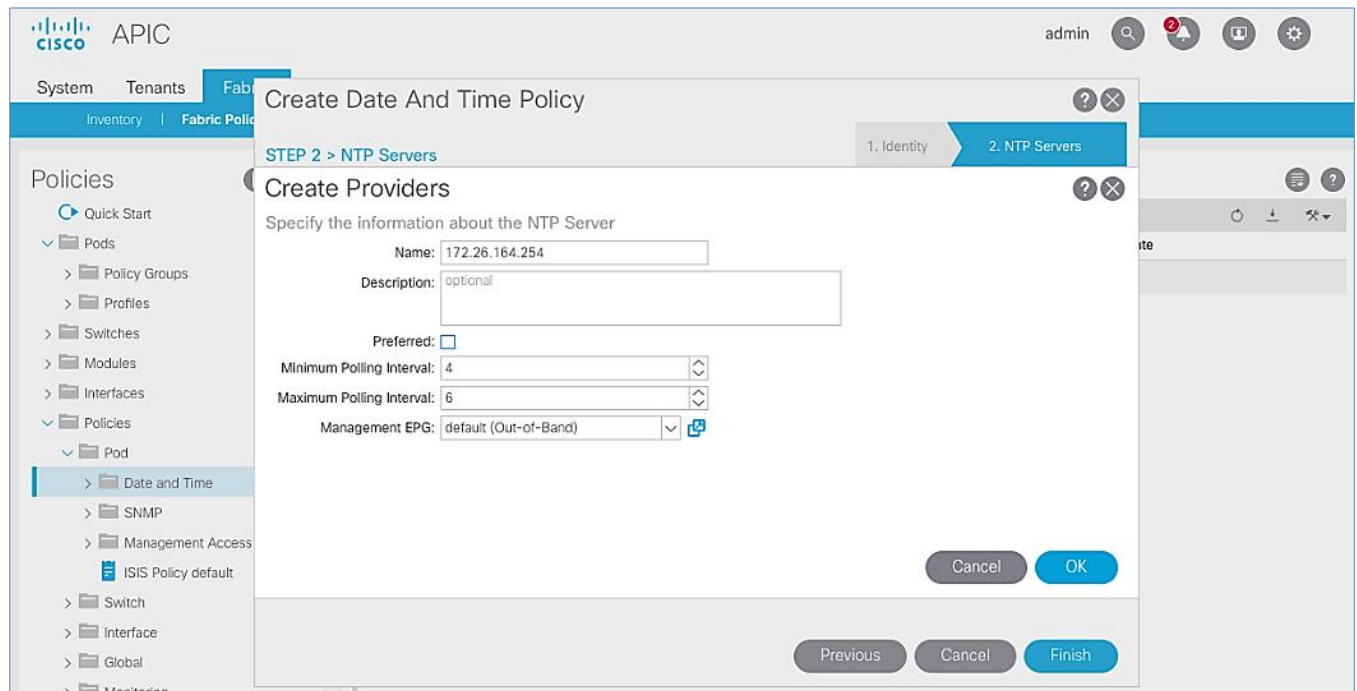 CISCO APIC
admin
2
System Tenants Fab
Inventory | Fabric Polic
Create Date And Time Policy
STEP 2 > NTP Servers
1. Identity
2. NTP Servers
Policies
Quick Start
Pods
Policy Groups
Profiles
Switches
Modules
Interfaces
Policies
Pod
Date and Time
SNMP
Management Access
ISIS Policy default
Switch
Interface
Global
Create Providers
Specify the information about the NTP Server
Name: 172.26.164.254
Description: optional
Preferred:
Minimum Polling Interval: 4
Maximum Polling Interval: 6
Management EPG: default (Out-of-Band)
Cancel OK
Previous Cancel Finish